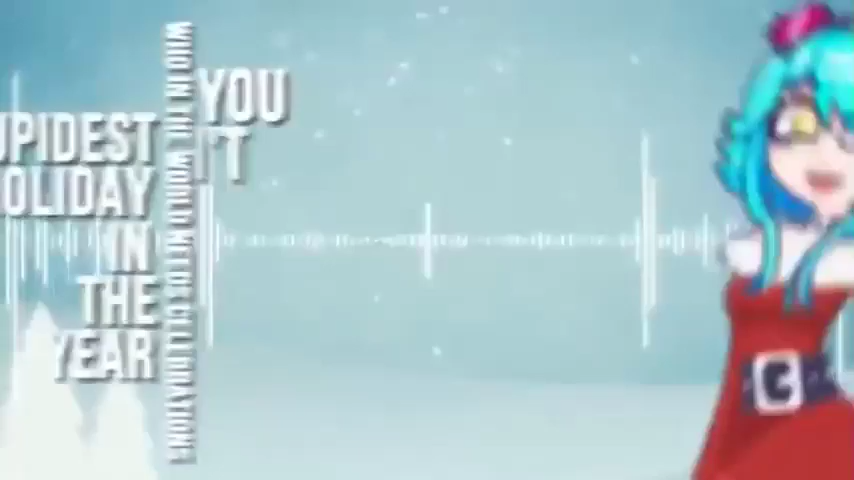 UPIDEST
OLIDAY
IN
THE
YEAR
WHO IN THE WORLD NEEDS CELEBRATIONS
YOU
'T